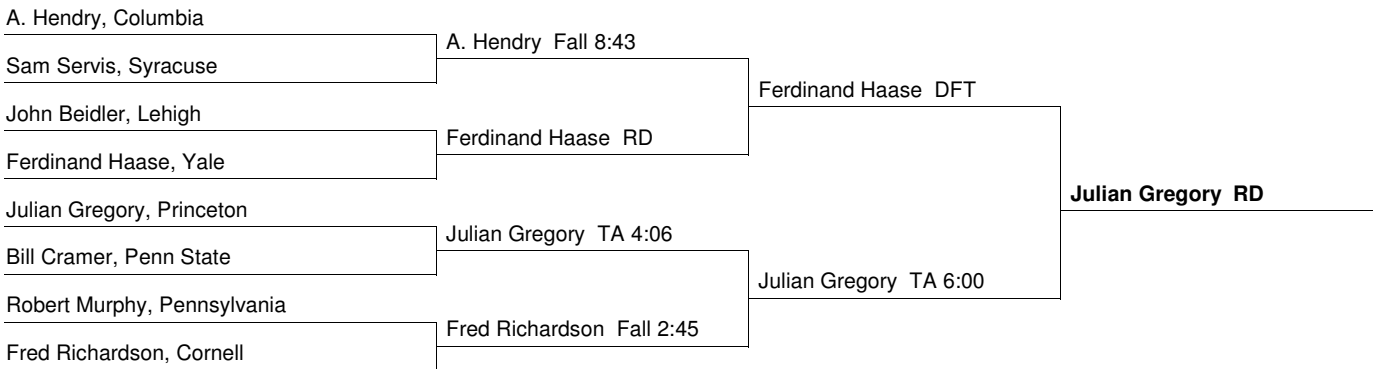 A. Hendry, Columbia
Sam Servis, Syracuse
John Beidler, Lehigh
Ferdinand Haase, Yale
Julian Gregory, Princeton
Bill Cramer, Penn State
Robert Murphy, Pennsylvania
Fred Richardson, Cornell
A. Hendry Fall 8:43
Ferdinand Haase RD
Julian Gregory TA 4:06
Fred Richardson Fall 2:45
Ferdinand Haase DFT
Julian Gregory TA 6:00
Julian Gregory RD